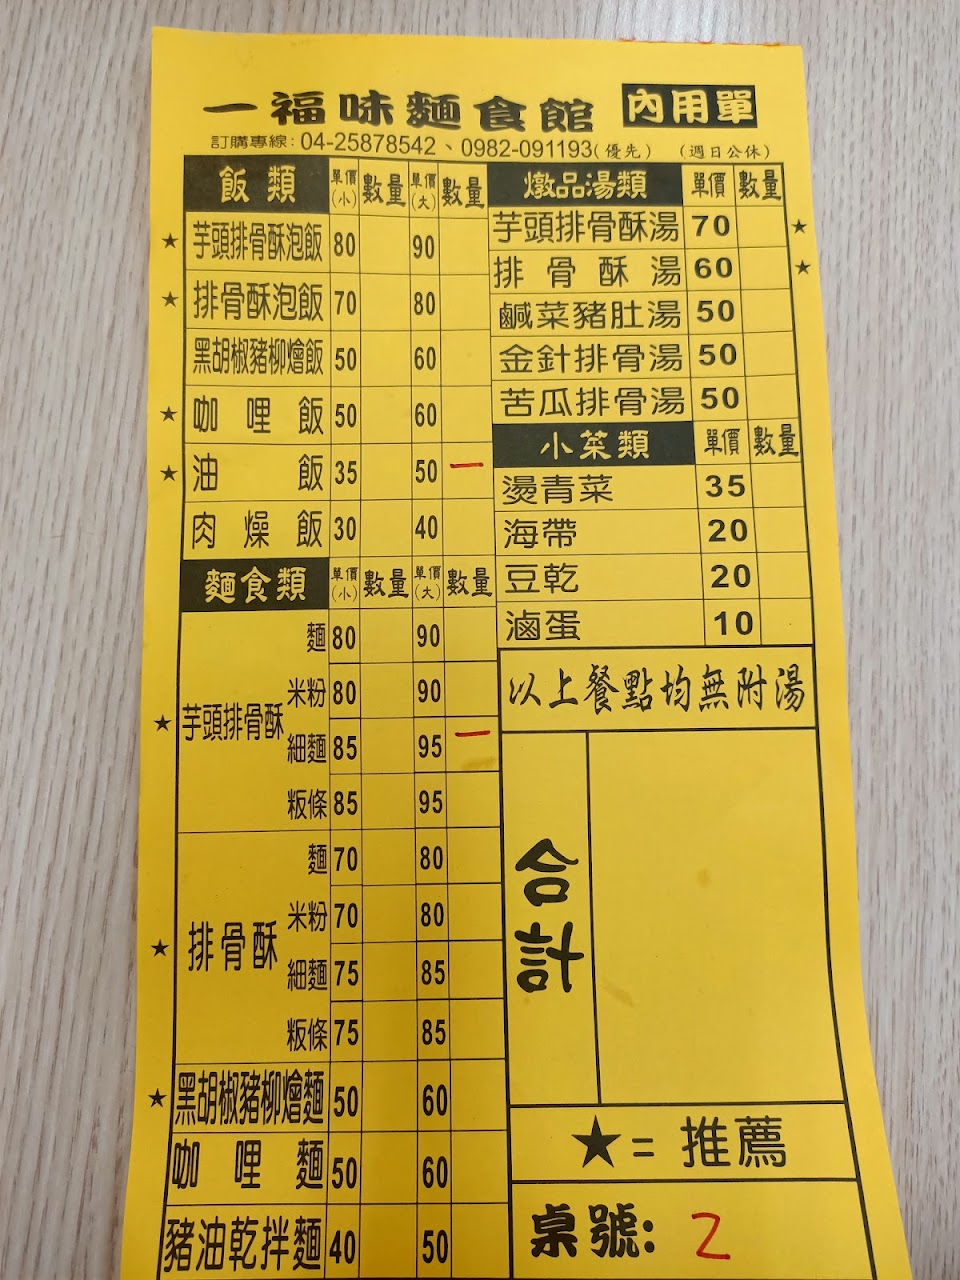 一福味麵食館 內用單
訂購專線: 04-25878542、0982-091193(優先) (週日公休)
飯類 單價(小) 數量 單價(大) 數量
★ 芋頭排骨酥泡飯 80 90
★ 排骨酥泡飯 70 80
黑胡椒豬柳燴飯 50 60
★ 咖哩飯 50 60
★ 油飯 35 50 一
肉燥飯 30 40
麵食類 單價(小) 數量 單價(大) 數量
★ 芋頭排骨酥
麵 80 90
米粉 80 90
細麵 85 95 一
粄條 85 95
★ 排骨酥
麵 70 80
米粉 70 80
細麵 75 85
粄條 75 85
★ 黑胡椒豬柳燴麵 50 60
咖哩麵 50 60
豬油乾拌麵 40 50
燉品湯類 單價 數量
芋頭排骨酥湯 70 ★
排骨酥湯 60 ★
鹹菜豬肚湯 50
金針排骨湯 50
苦瓜排骨湯 50
小菜類 單價 數量
燙青菜 35
海帶 20
豆乾 20
滷蛋 10
以上餐點均無附湯
合計
★= 推薦
桌號: 2